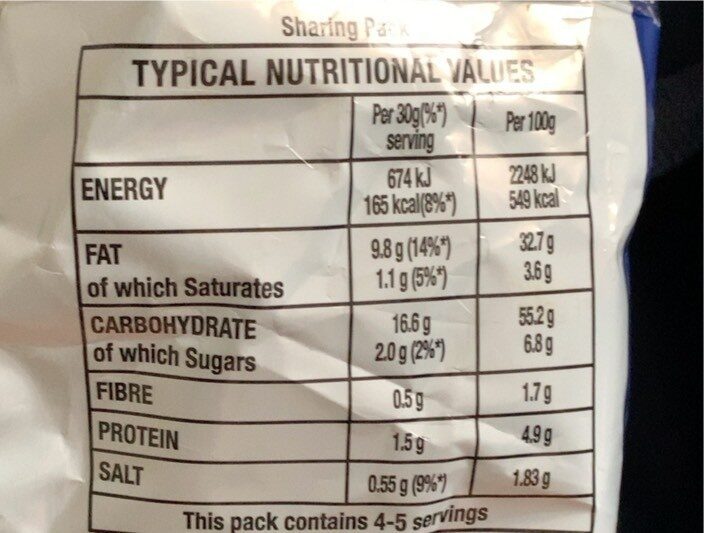 Sharing Pack
TYPICAL NUTRITIONAL VALUES
Per 30g(%*) serving Per 100g
ENERGY 674 kJ 2248 kJ
165 kcal(8%*) 549 kcal
FAT 9.8 g (14%*) 32.7 g
of which Saturates 1.1 g (5%*) 3.6 g
CARBOHYDRATE 16.6 g 55.2 g
of which Sugars 2.0 g (2%*) 6.8 g
FIBRE 0.5 g 1.7 g
PROTEIN 1.5 g 4.9 g
SALT 0.55 g (9%*) 1.83 g
This pack contains 4-5 servings